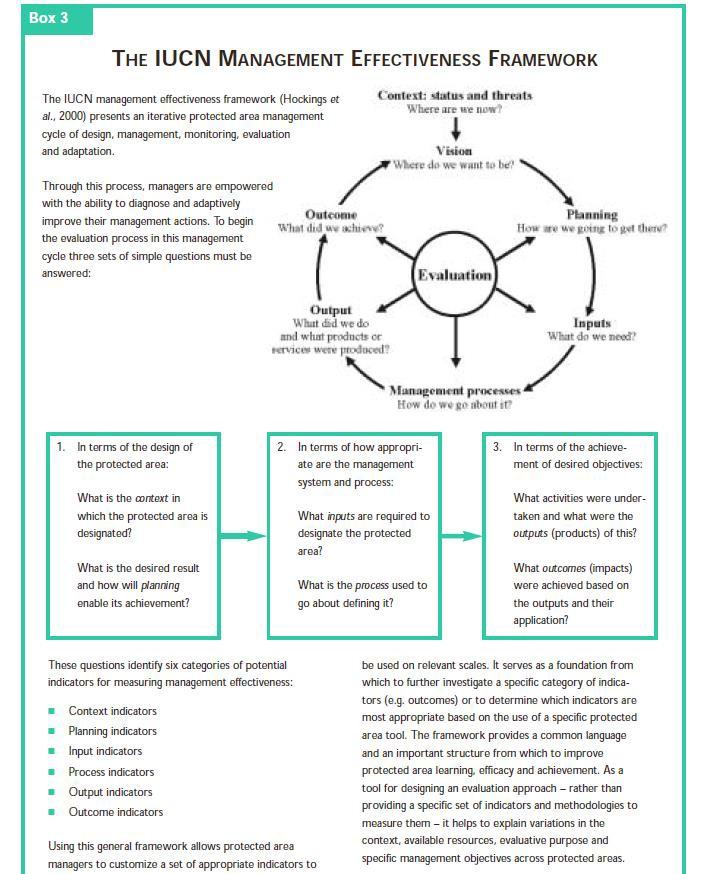 Box 3
THE IUCN MANAGEMENT EFFECTIVENESS FRAMEWORK
The IUCN management effectiveness framework (Hockings et
al., 2000) presents an iterative protected area management
cycle of design, management, monitoring, evaluation
and adaptation.
Through this process, managers are empowered
with the ability to diagnose and adaptively
improve their management actions. To begin
the evaluation process in this management
cycle three sets of simple questions must be
answered:
Context: status and threats
Where are we now?
Vision
Where do we want to be?
Outcome
What did we achieve?
Planning
How are we going to get there?
Evaluation
Output
What did we do
and what products or
services were produced?
Inputs
What do we need?
Management processes
How do we go about it?
1. In terms of the design of
the protected area:
What is the context in
which the protected area is
designated?
What is the desired result
and how will planning
enable its achievement?
2. In terms of how appropri-
ate are the management
system and process:
What inputs are required to
designate the protected
area?
What is the process used to
go about defining it?
3. In terms of the achieve-
ment of desired objectives:
What activities were under-
taken and what were the
outputs (products) of this?
What outcomes (impacts)
were achieved based on
the outputs and their
application?
These questions identify six categories of potential
indicators for measuring management effectiveness:
■ Context indicators
■ Planning indicators
■ Input indicators
■ Process indicators
■ Output indicators
■ Outcome indicators
Using this general framework allows protected area
managers to customize a set of appropriate indicators to
be used on relevant scales. It serves as a foundation from
which to further investigate a specific category of indica-
tors (e.g. outcomes) or to determine which indicators are
most appropriate based on the use of a specific protected
area tool. The framework provides a common language
and an important structure from which to improve
protected area learning, efficacy and achievement. As a
tool for designing an evaluation approach – rather than
providing a specific set of indicators and methodologies to
measure them – it helps to explain variations in the
context, available resources, evaluative purpose and
specific management objectives across protected areas.